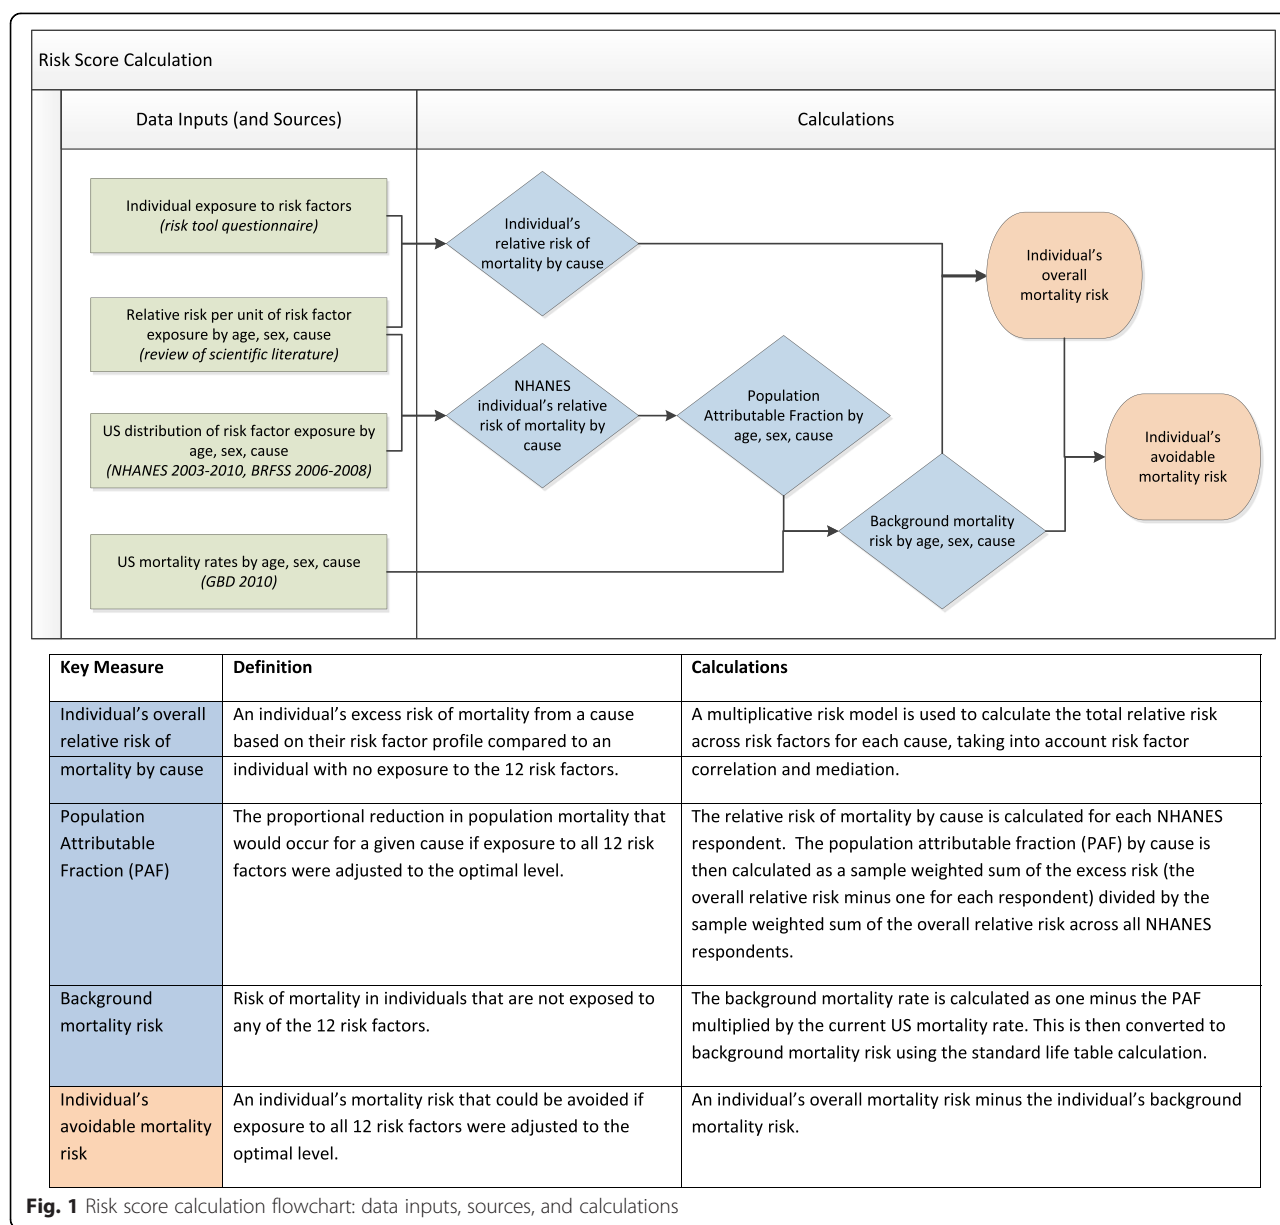 Risk Score Calculation
Data Inputs (and Sources)
Calculations
Individual exposure to risk factors
(risk tool questionnaire)
Relative risk per unit of risk factor
exposure by age, sex, cause
(review of scientific literature)
US distribution of risk factor exposure by
age, sex, cause
(NHANES 2003-2010, BRFSS 2006-2008)
US mortality rates by age, sex, cause
(GBD 2010)
Individual's
relative risk of
mortality by cause
NHANES
individual's relative
risk of mortality by
cause
Population
Attributable Fraction by
age, sex, cause
Background mortality
risk by age, sex, cause
Individual's
overall
mortality risk
Individual's
avoidable
mortality risk
Key Measure
Definition
Calculations
Individual's overall
relative risk of
mortality by cause
An individual's excess risk of mortality from a cause
based on their risk factor profile compared to an
individual with no exposure to the 12 risk factors.
A multiplicative risk model is used to calculate the total relative risk
across risk factors for each cause, taking into account risk factor
correlation and mediation.
Population
Attributable
Fraction (PAF)
The proportional reduction in population mortality that
would occur for a given cause if exposure to all 12 risk
factors were adjusted to the optimal level.
The relative risk of mortality by cause is calculated for each NHANES
respondent. The population attributable fraction (PAF) by cause is
then calculated as a sample weighted sum of the excess risk (the
overall relative risk minus one for each respondent) divided by the
sample weighted sum of the overall relative risk across all NHANES
respondents.
Background
mortality risk
Risk of mortality in individuals that are not exposed to
any of the 12 risk factors.
The background mortality rate is calculated as one minus the PAF
multiplied by the current US mortality rate. This is then converted to
background mortality risk using the standard life table calculation.
Individual's
avoidable mortality
risk
An individual's mortality risk that could be avoided if
exposure to all 12 risk factors were adjusted to the
optimal level.
An individual's overall mortality risk minus the individual's background
mortality risk.
Fig. 1 Risk score calculation flowchart: data inputs, sources, and calculations